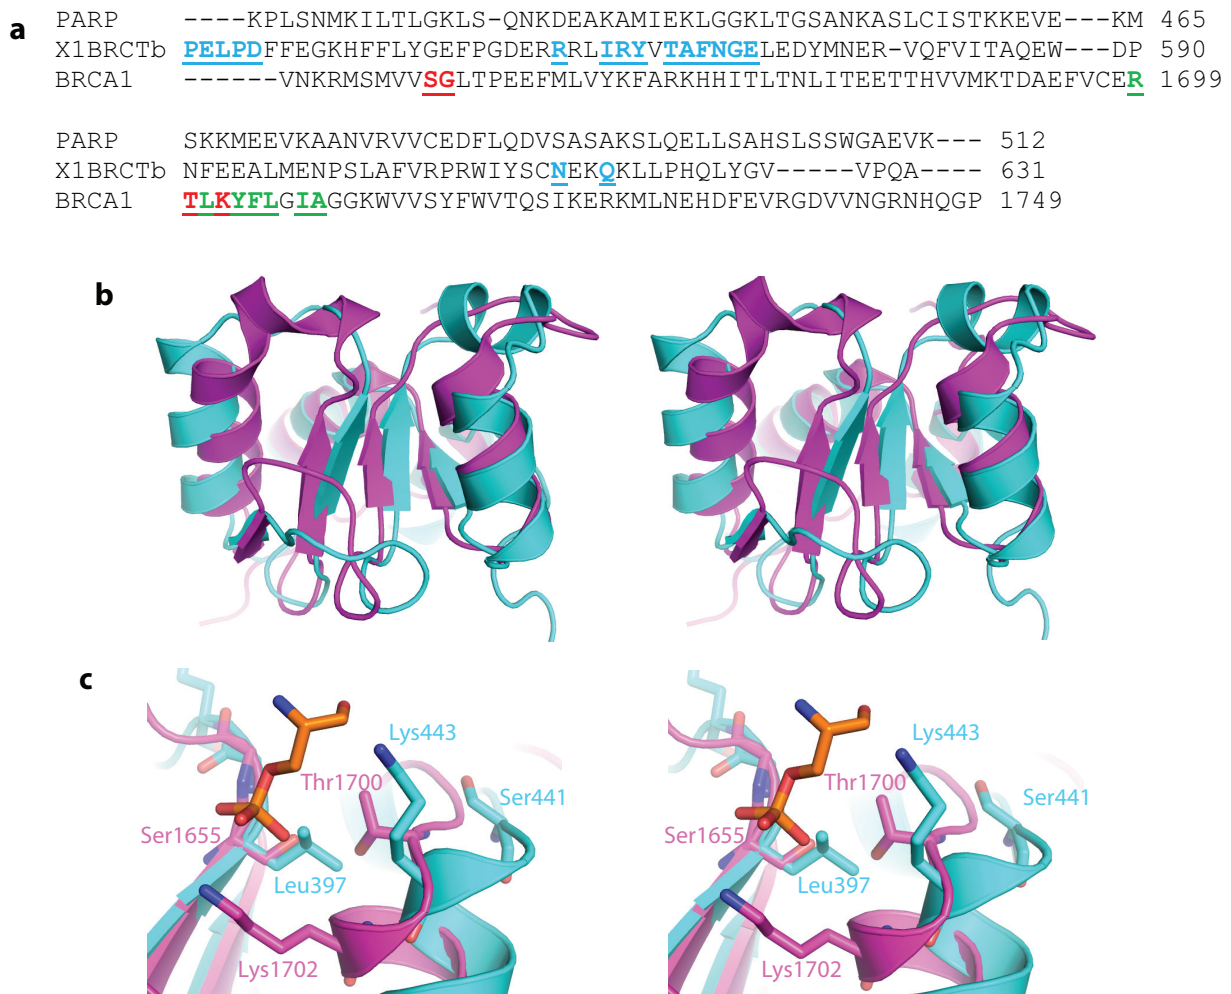 a
PARP ----KPLSNMKILTLGKLS-QNKDEAKAMIEKLGGKLTGSANKASLCISTKKEVE---KM 465
X1BRCTb PELPDFFEGKHFFLYGEFPGDERRRLIRYVTAFNGELEDYMNER-VQFVITAQEW---DP 590
BRCA1 ------VNKRMSMVVSGLTPEEFMLVYKFARKHHITLTNLITEETTHVVMKTDAEFVCER 1699
PARP SKKMEEVKAANVRVVCEDFLQDVSASAKSLQELLSAHSLSSWGAEVK--- 512
X1BRCTb NFEEALMENPSLAFVRPRWIYSCNEKQKLLPHQLYGV-----VPQA---- 631
BRCA1 TLKYFLGIAGGKWVVSYFWVTQSIKERKMLNEHDFEVRGDVVNGRNHQGP 1749
b
c
Lys443 Lys443
Thr1700 Thr1700
Ser441 Ser441
Ser1655 Ser1655
Leu397 Leu397
Lys1702 Lys1702